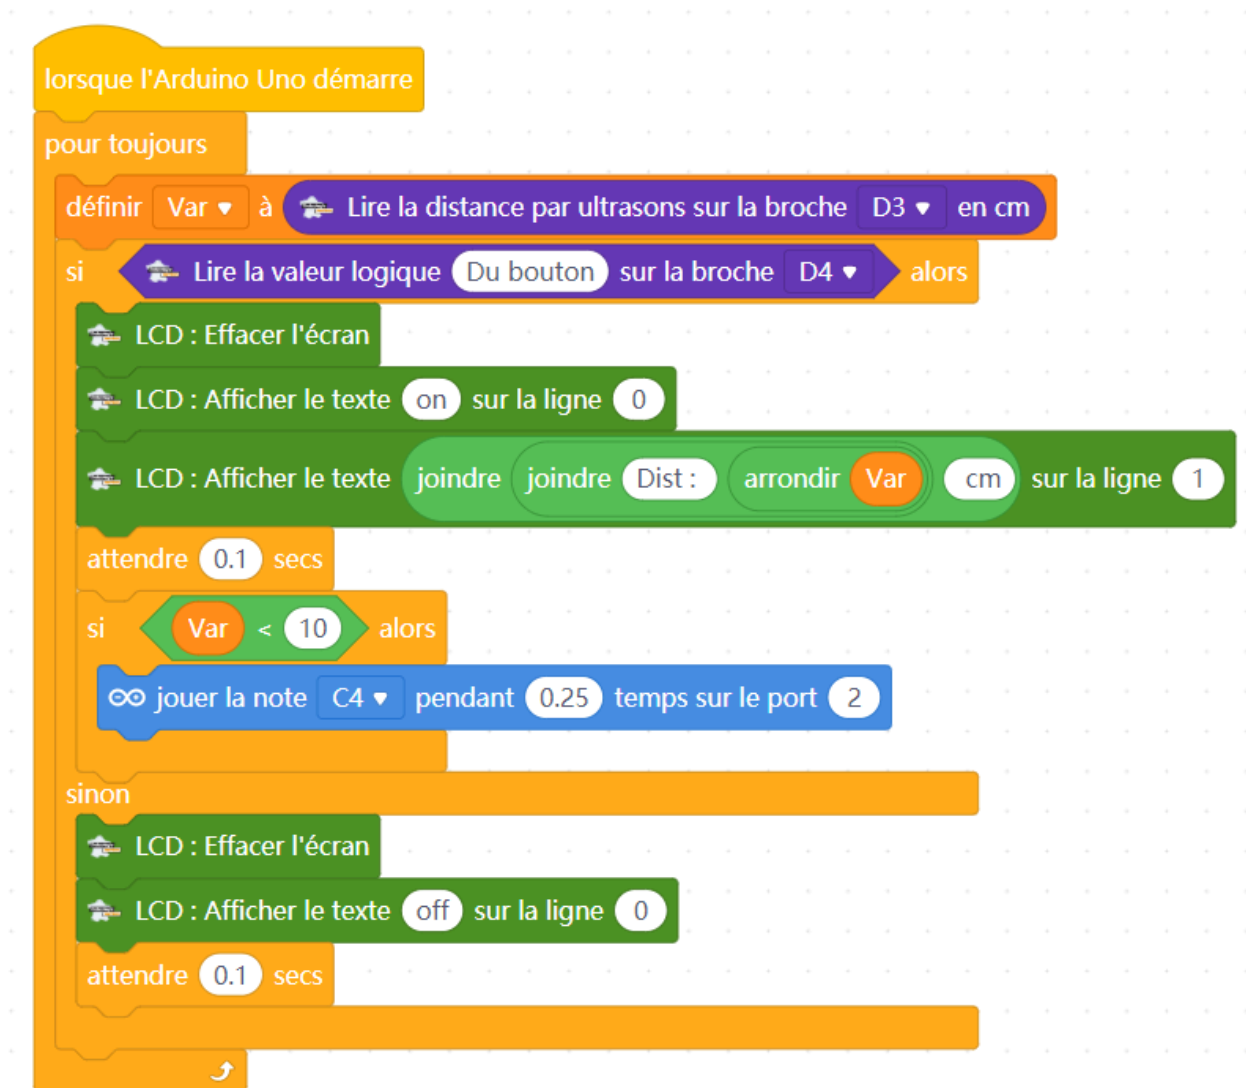 lorsque l'Arduino Uno démarre
pour toujours
définir Var à Lire la distance par ultrasons sur la broche D3 en cm
si Lire la valeur logique Du bouton sur la broche D4 alors
LCD : Effacer l'écran
LCD : Afficher le texte on sur la ligne 0
LCD : Afficher le texte joindre joindre Dist : arrondir Var cm sur la ligne 1
attendre 0.1 secs
si Var < 10 alors
jouer la note C4 pendant 0.25 temps sur le port 2
sinon
LCD : Effacer l'écran
LCD : Afficher le texte off sur la ligne 0
attendre 0.1 secs